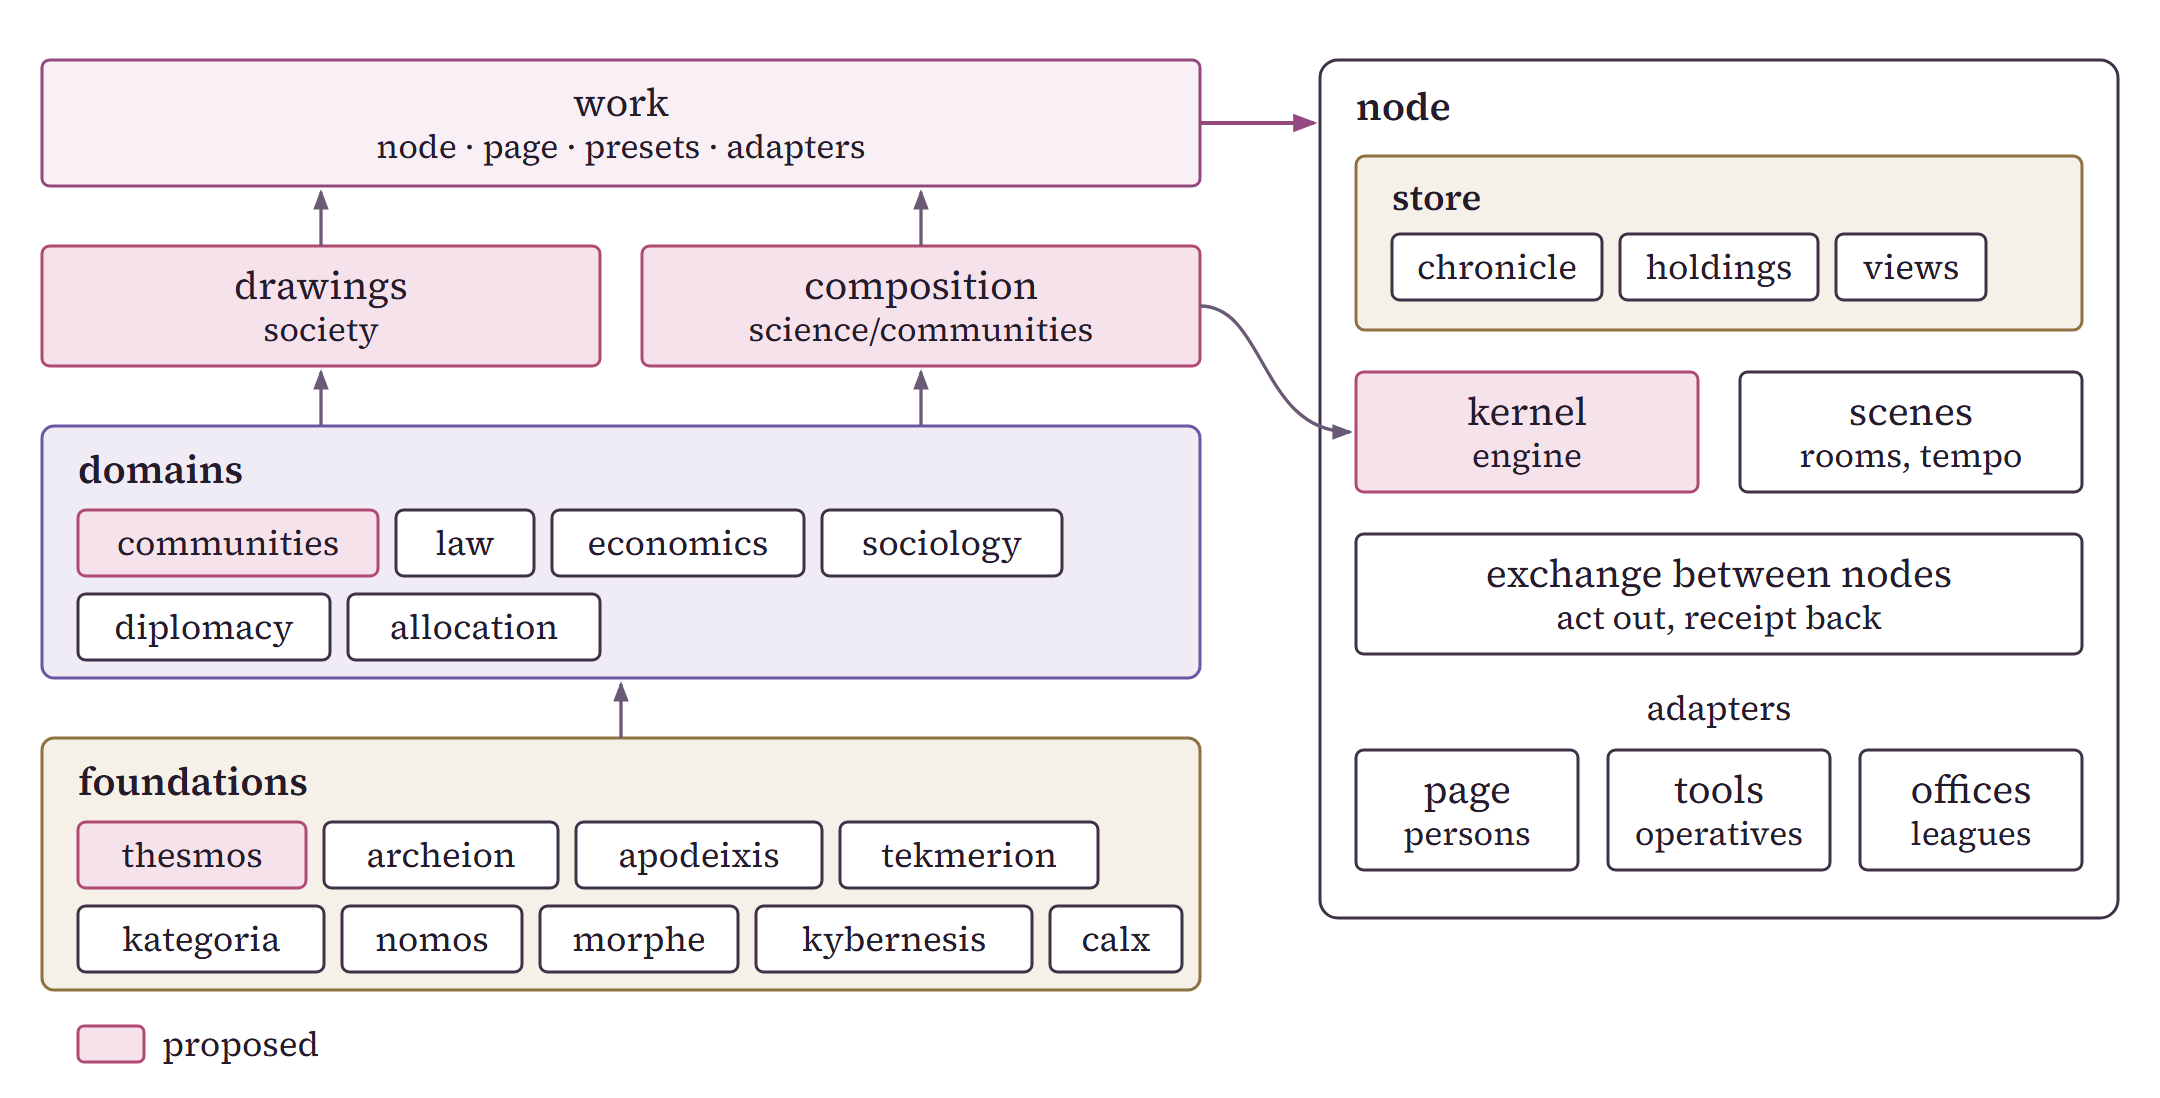 work
node · page · presets · adapters
drawings
society
composition
science/communities
domains
communities
law
economics
sociology
diplomacy
allocation
foundations
thesmos
archeion
apodeixis
tekmerion
kategoria
nomos
morphe
kybernesis
calx
proposed
node
store
chronicle
holdings
views
kernel
engine
scenes
rooms, tempo
exchange between nodes
act out, receipt back
adapters
page
persons
tools
operatives
offices
leagues